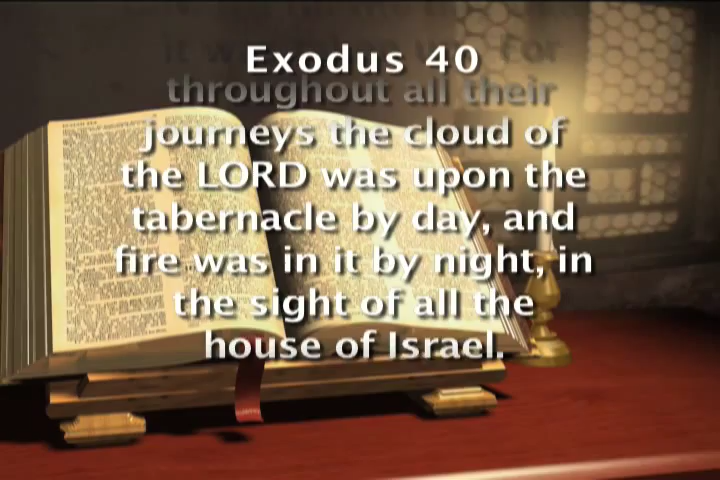 Exodus 40
throughout all their
journeys the cloud of
the LORD was upon the
tabernacle by day, and
fire was in it by night, in
the sight of all the
house of Israel.